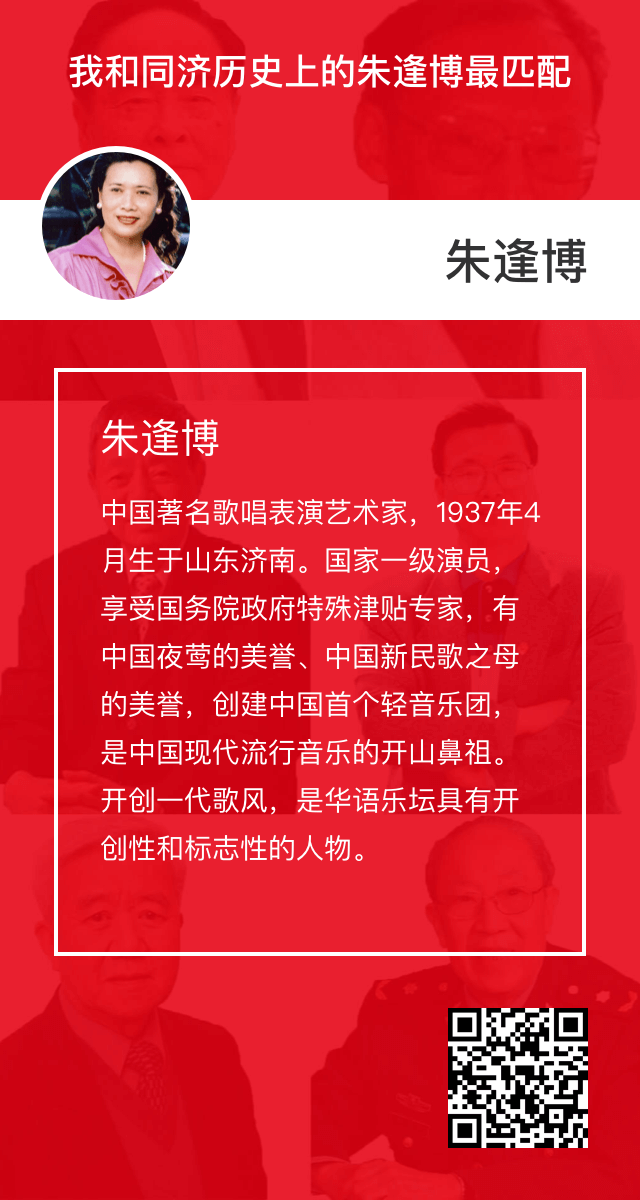 我和同济历史上的朱逢博最匹配
朱逢博
朱逢博
中国著名歌唱表演艺术家，1937年4
月生于山东济南。国家一级演员，
享受国务院政府特殊津贴专家，有
中国夜莺的美誉、中国新民歌之母
的美誉，创建中国首个轻音乐团，
是中国现代流行音乐的开山鼻祖。
开创一代歌风，是华语乐坛具有开
创性和标志性的人物。